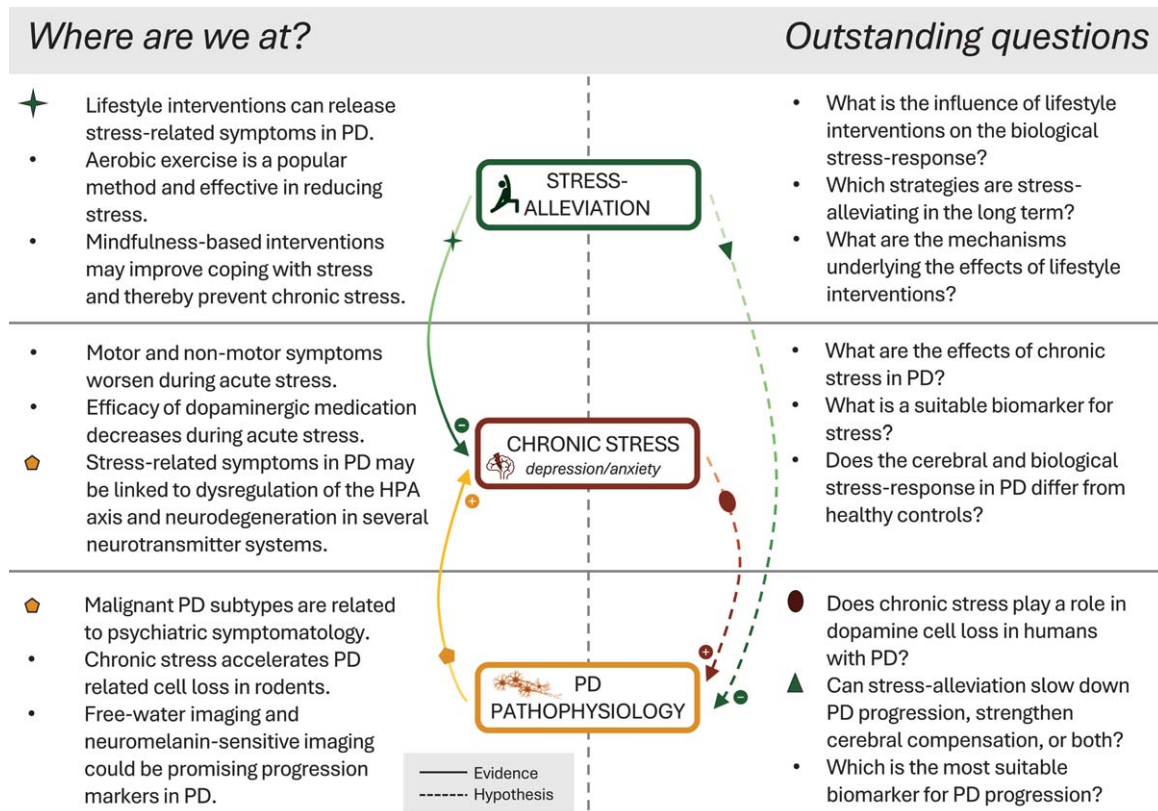 Where are we at?
Outstanding questions
Lifestyle interventions can release
stress-related symptoms in PD.
• Aerobic exercise is a popular
method and effective in reducing
stress.
• Mindfulness-based interventions
may improve coping with stress
and thereby prevent chronic stress.
STRESS-
ALLEVIATION
• What is the influence of lifestyle
interventions on the biological
stress-response?
• Which strategies are stress-
alleviating in the long term?
• What are the mechanisms
underlying the effects of lifestyle
interventions?
• Motor and non-motor symptoms
worsen during acute stress.
• Efficacy of dopaminergic medication
decreases during acute stress.
Stress-related symptoms in PD may
be linked to dysregulation of the HPA
axis and neurodegeneration in several
neurotransmitter systems.
−
CHRONIC STRESS
depression/anxiety
+
• What are the effects of chronic
stress in PD?
• What is a suitable biomarker for
stress?
• Does the cerebral and biological
stress-response in PD differ from
healthy controls?
Malignant PD subtypes are related
to psychiatric symptomatology.
• Chronic stress accelerates PD
related cell loss in rodents.
• Free-water imaging and
neuromelanin-sensitive imaging
could be promising progression
markers in PD.
+
PD
PATHOPHYSIOLOGY
−
Evidence
Hypothesis
Does chronic stress play a role in
dopamine cell loss in humans
with PD?
Can stress-alleviation slow down
PD progression, strengthen
cerebral compensation, or both?
• Which is the most suitable
biomarker for PD progression?